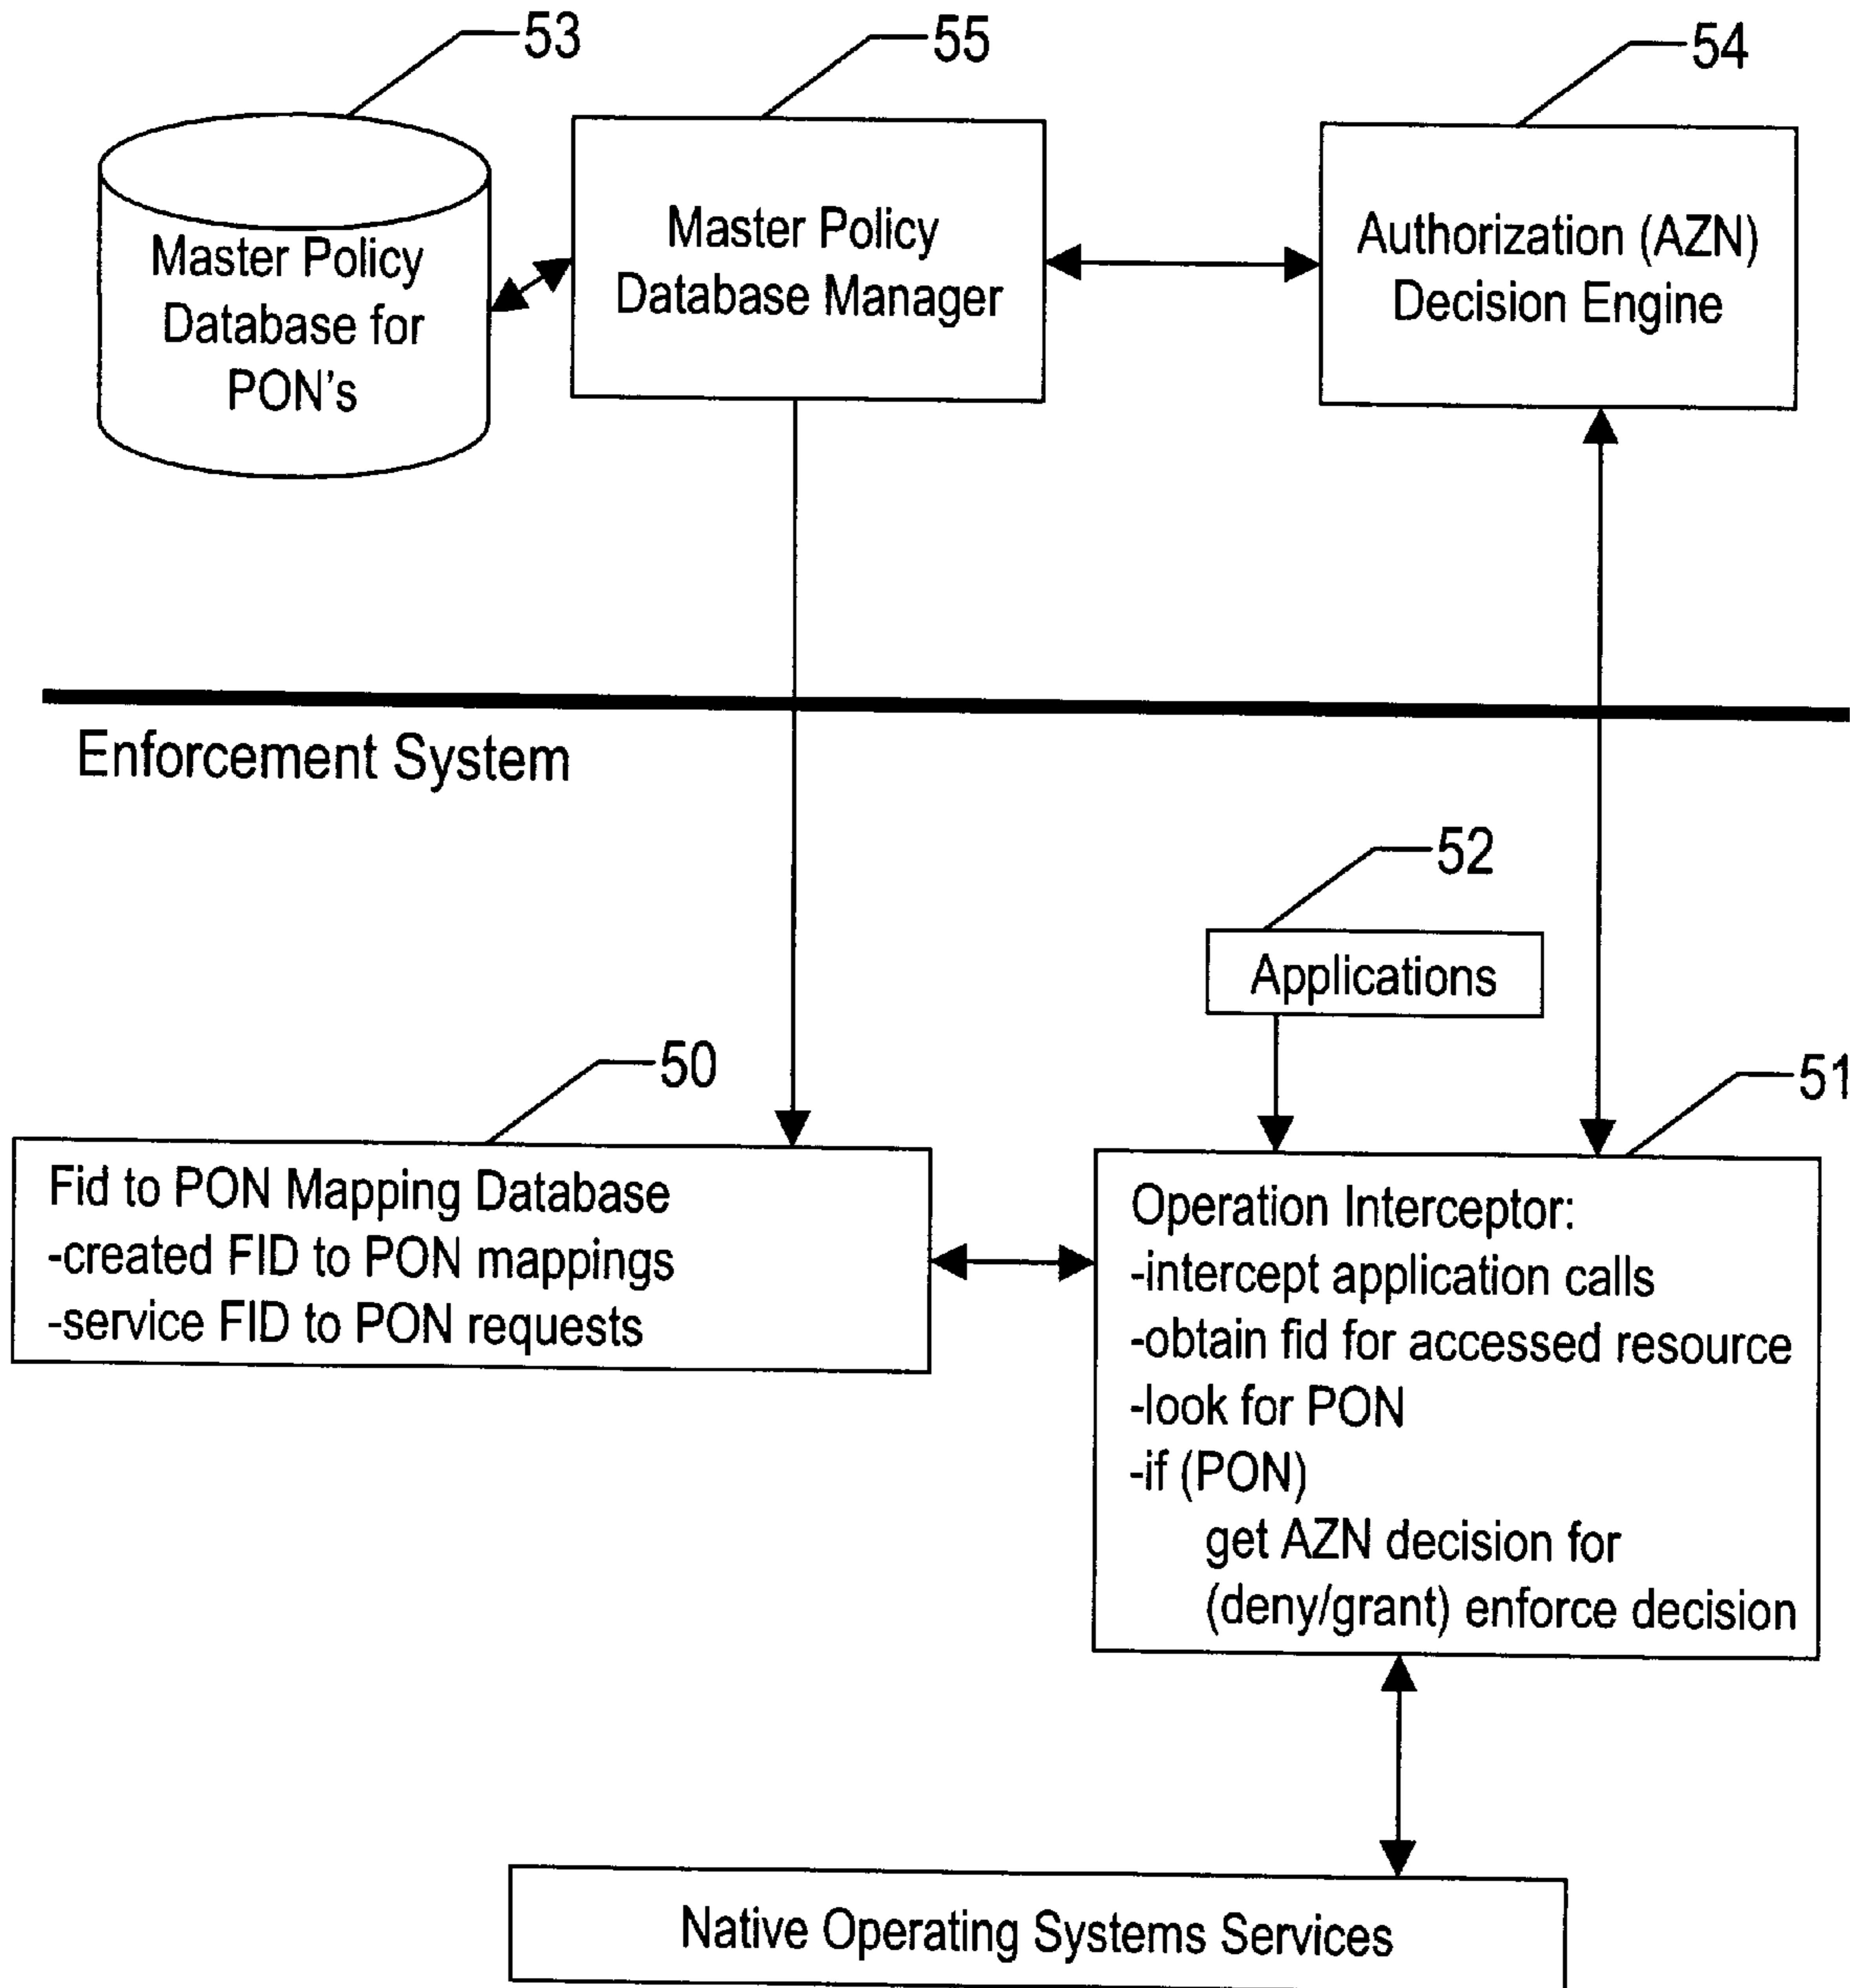 53
55
54
Master Policy
Database for
PON's
Master Policy
Database Manager
Authorization (AZN)
Decision Engine
Enforcement System
52
Applications
50
51
Fid to PON Mapping Database
-created FID to PON mappings
-service FID to PON requests
Operation Interceptor:
-intercept application calls
-obtain fid for accessed resource
-look for PON
-if (PON)
get AZN decision for
(deny/grant) enforce decision
Native Operating Systems Services